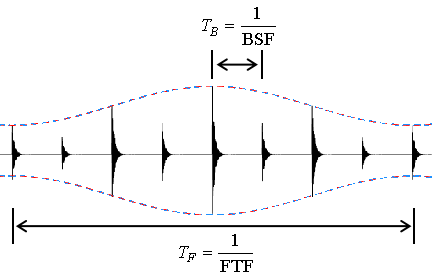 T_B = 1/BSF
T_F = 1/FTF